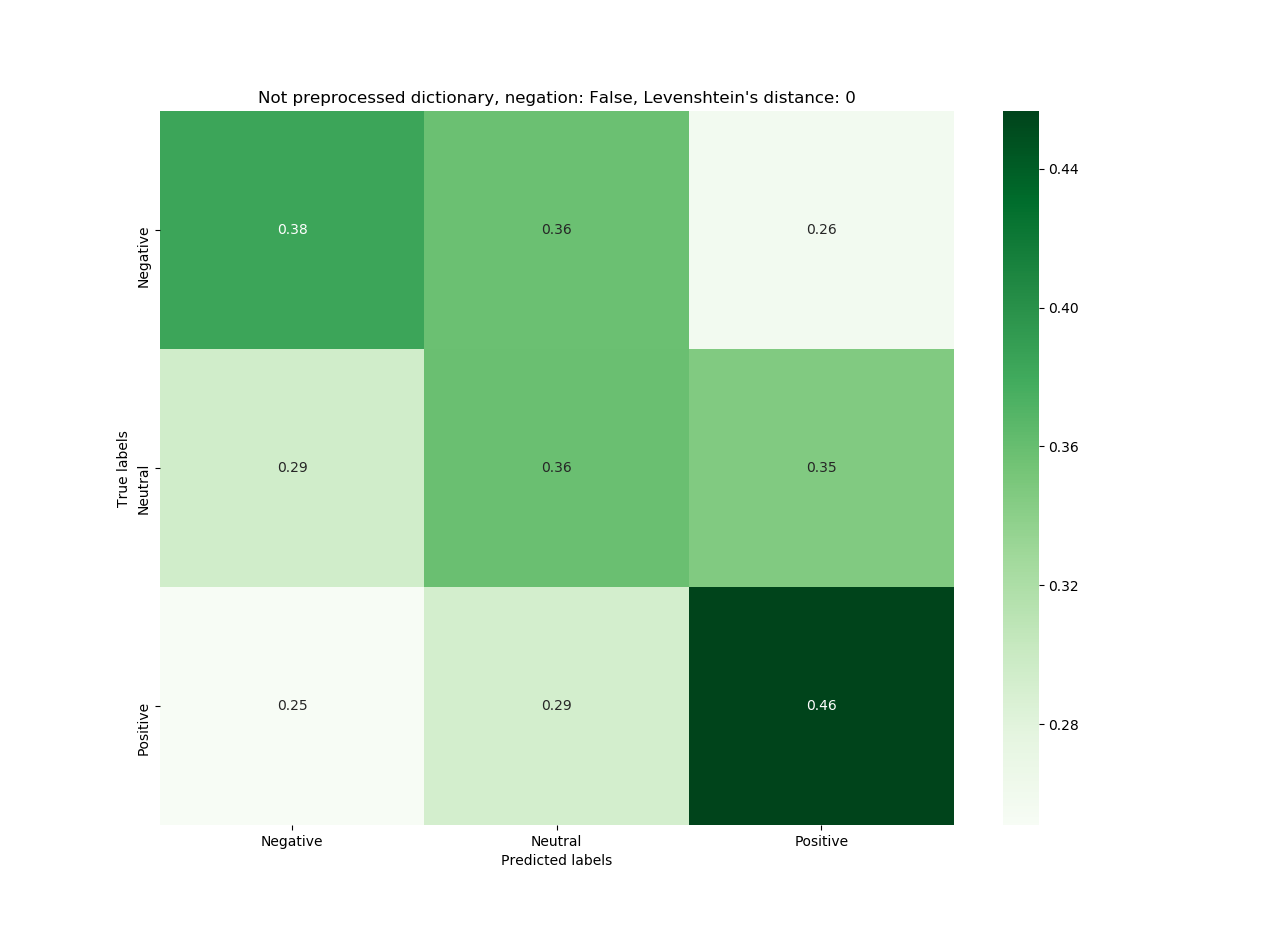 Not preprocessed dictionary, negation: False, Levenshtein's distance: 0
True labels
Negative
0.38 0.36 0.26
Neutral
0.29 0.36 0.35
Positive
0.25 0.29 0.46
Negative Neutral Positive
Predicted labels
0.44
0.40
0.36
0.32
0.28